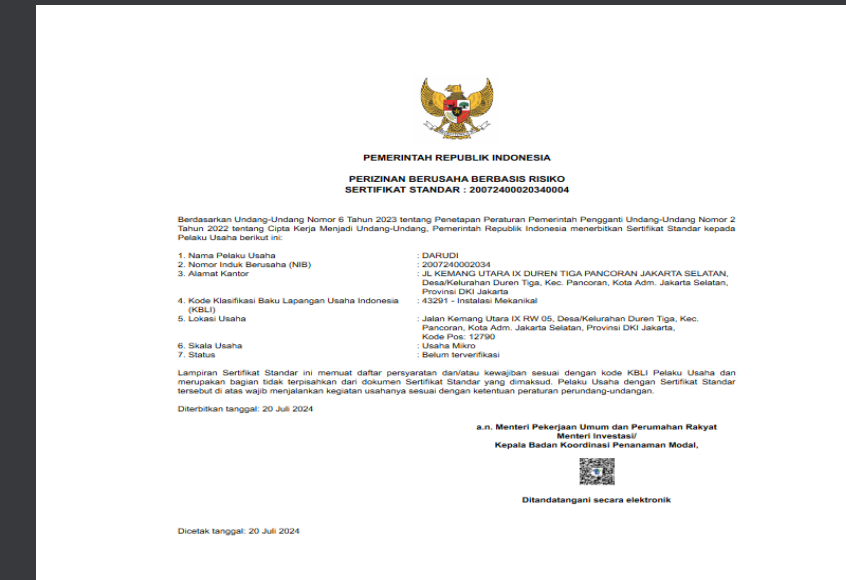 PEMERINTAH REPUBLIK INDONESIA
PERIZINAN BERUSAHA BERBASIS RISIKO
SERTIFIKAT STANDAR : 20072400020340004
Berdasarkan Undang-Undang Nomor 6 Tahun 2023 tentang Penetapan Peraturan Pemerintah Pengganti Undang-Undang Nomor 2
Tahun 2022 tentang Cipta Kerja Menjadi Undang-Undang, Pemerintah Republik Indonesia menerbitkan Sertifikat Standar kepada
Pelaku Usaha berikut ini:
1. Nama Pelaku Usaha : DARUDI
2. Nomor Induk Berusaha (NIB) : 2007240002034
3. Alamat Kantor : JL KEMANG UTARA IX DUREN TIGA PANCORAN JAKARTA SELATAN,
Desa/Kelurahan Duren Tiga, Kec. Pancoran, Kota Adm. Jakarta Selatan,
Provinsi DKI Jakarta
4. Kode Klasifikasi Baku Lapangan Usaha Indonesia : 43291 - Instalasi Mekanikal
(KBLI)
5. Lokasi Usaha : Jalan Kemang Utara IX RW 05, Desa/Kelurahan Duren Tiga, Kec.
Pancoran, Kota Adm. Jakarta Selatan, Provinsi DKI Jakarta,
Kode Pos: 12790
6. Skala Usaha : Usaha Mikro
7. Status : Belum terverifikasi
Lampiran Sertifikat Standar ini memuat daftar persyaratan dan/atau kewajiban sesuai dengan kode KBLI Pelaku Usaha dan
merupakan bagian tidak terpisahkan dari dokumen Sertifikat Standar yang dimaksud. Pelaku Usaha dengan Sertifikat Standar
tersebut di atas wajib menjalankan kegiatan usahanya sesuai dengan ketentuan peraturan perundang-undangan.
Diterbitkan tanggal: 20 Juli 2024
a.n. Menteri Pekerjaan Umum dan Perumahan Rakyat
Menteri Investasi/
Kepala Badan Koordinasi Penanaman Modal,
Ditandatangani secara elektronik
Dicetak tanggal: 20 Juli 2024